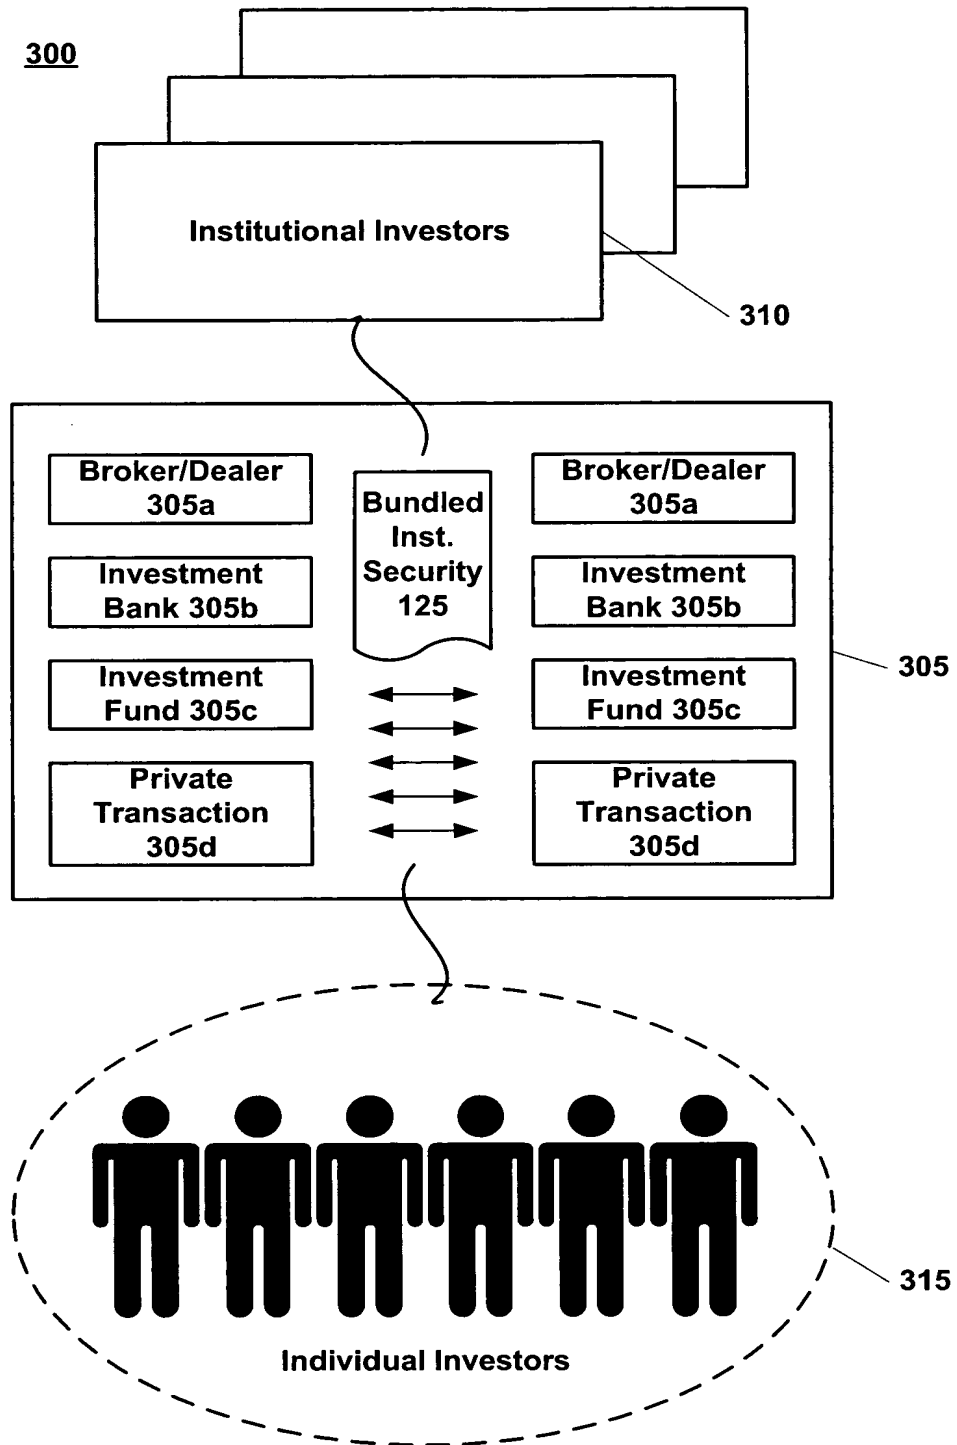 300
Institutional Investors
310
Broker/Dealer
305a
Bundled
Inst.
Security
125
Broker/Dealer
305a
Investment
Bank 305b
Investment
Bank 305b
305
Investment
Fund 305c
Investment
Fund 305c
Private
Transaction
305d
Private
Transaction
305d
315
Individual Investors